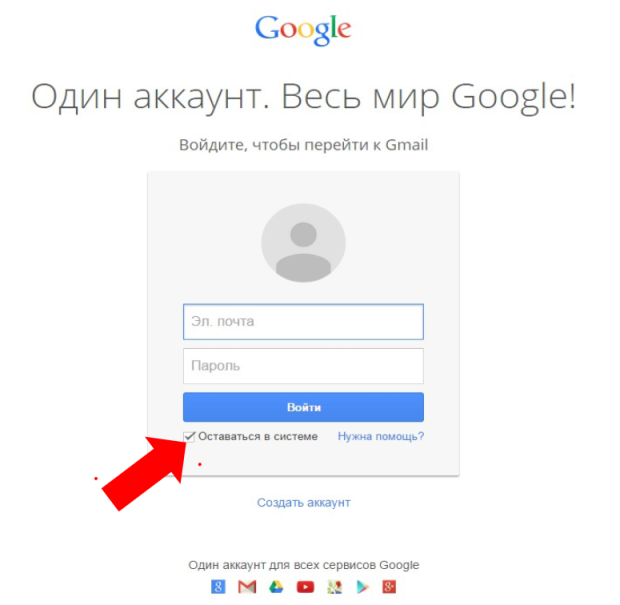 Google
Один аккаунт. Весь мир Google!
Войдите, чтобы перейти к Gmail
Эл. почта
Пароль
Войти
Оставаться в системе Нужна помощь?
Создать аккаунт
Один аккаунт для всех сервисов Google